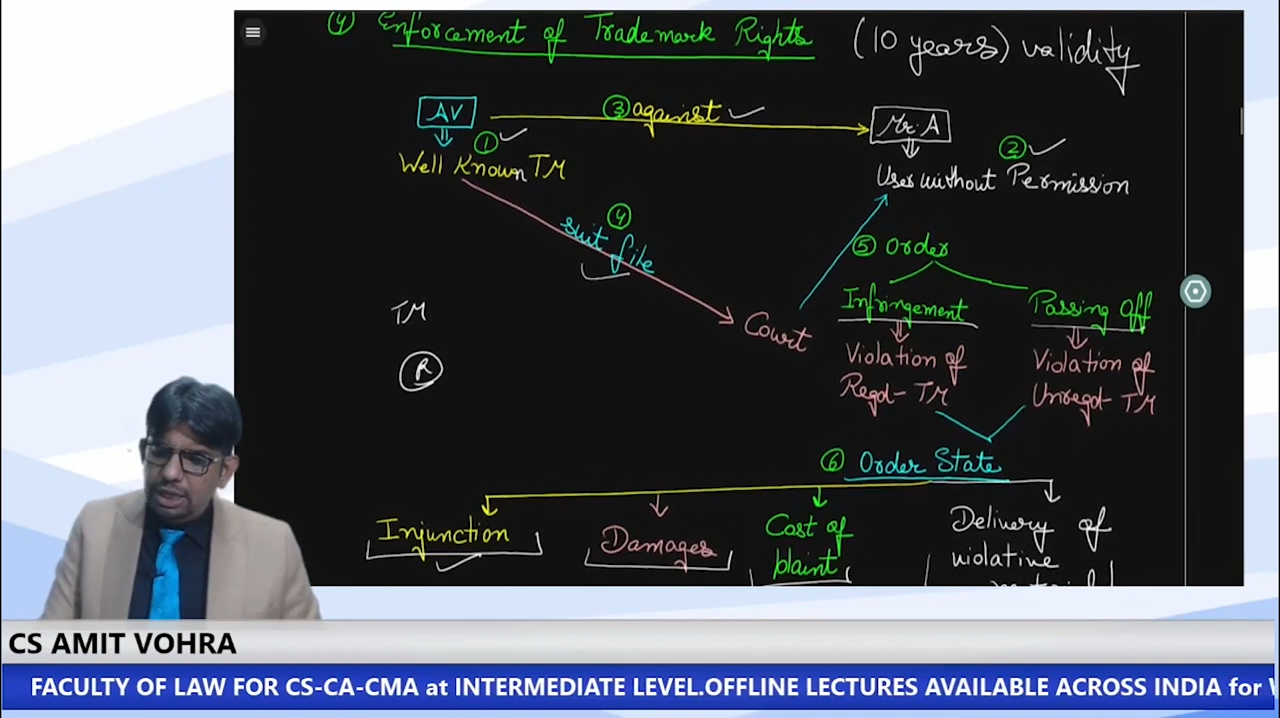 (4) Enforcement of Trademark Rights (10 years) validity
AV
(3) against
Mr. A
(1)
Well Known TM
(2)
User without Permission
(4)
suit file
(5) Order
TM
R
Court
Infringement
Passing Off
Violation of
Regd- TM
Violation of
Unregd- TM
(6) Order State
Injunction
Damages
Cost of
plaint
Delivery of
violative
CS AMIT VOHRA
FACULTY OF LAW FOR CS-CA-CMA at INTERMEDIATE LEVEL.OFFLINE LECTURES AVAILABLE ACROSS INDIA for